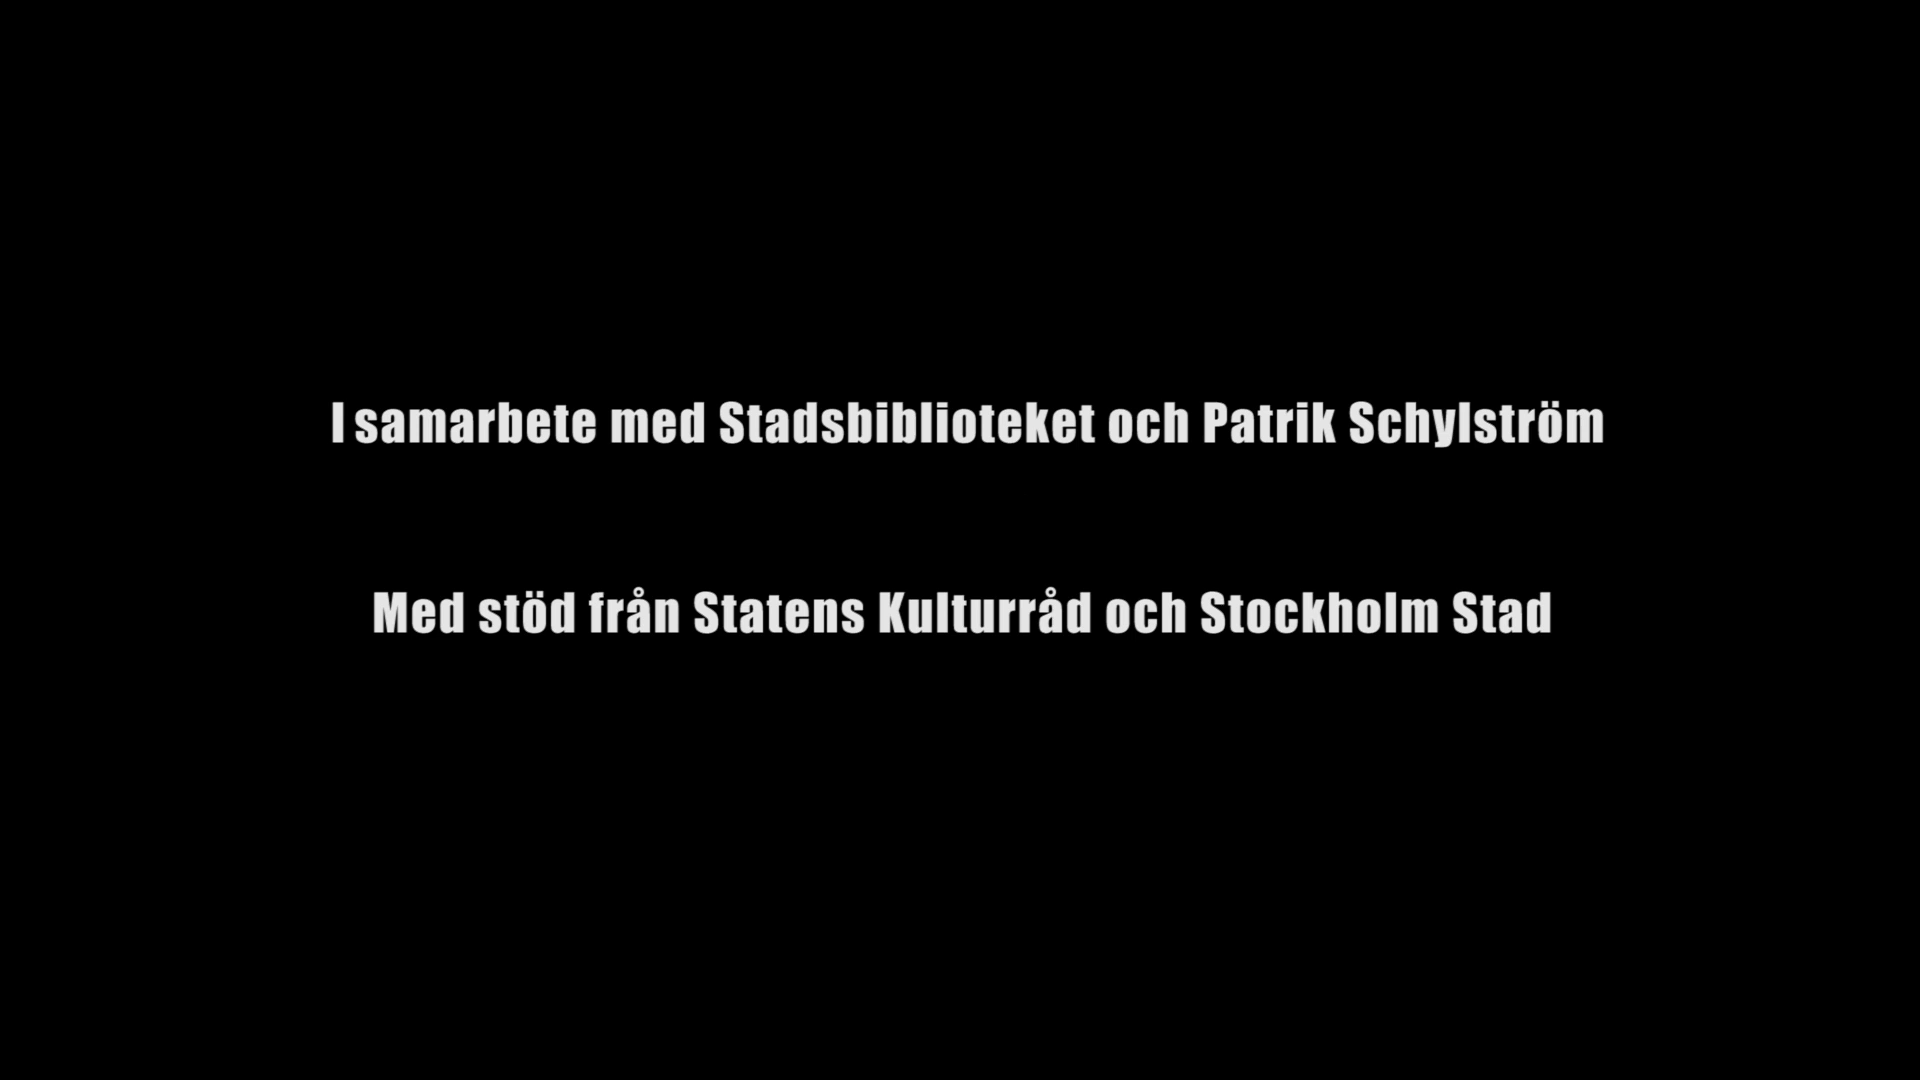 I samarbete med Stadsbiblioteket och Patrik Schylström
Med stöd från Statens Kulturråd och Stockholm Stad